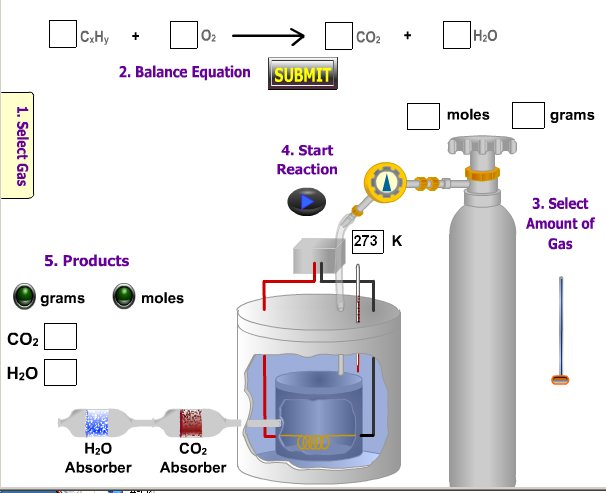 CxHy + O2 CO2 + H2O
2. Balance Equation SUBMIT
1. Select Gas
moles grams
4. Start
Reaction
3. Select
Amount of
Gas
273 K
5. Products
grams moles
CO2
H2O
H2O
Absorber
CO2
Absorber